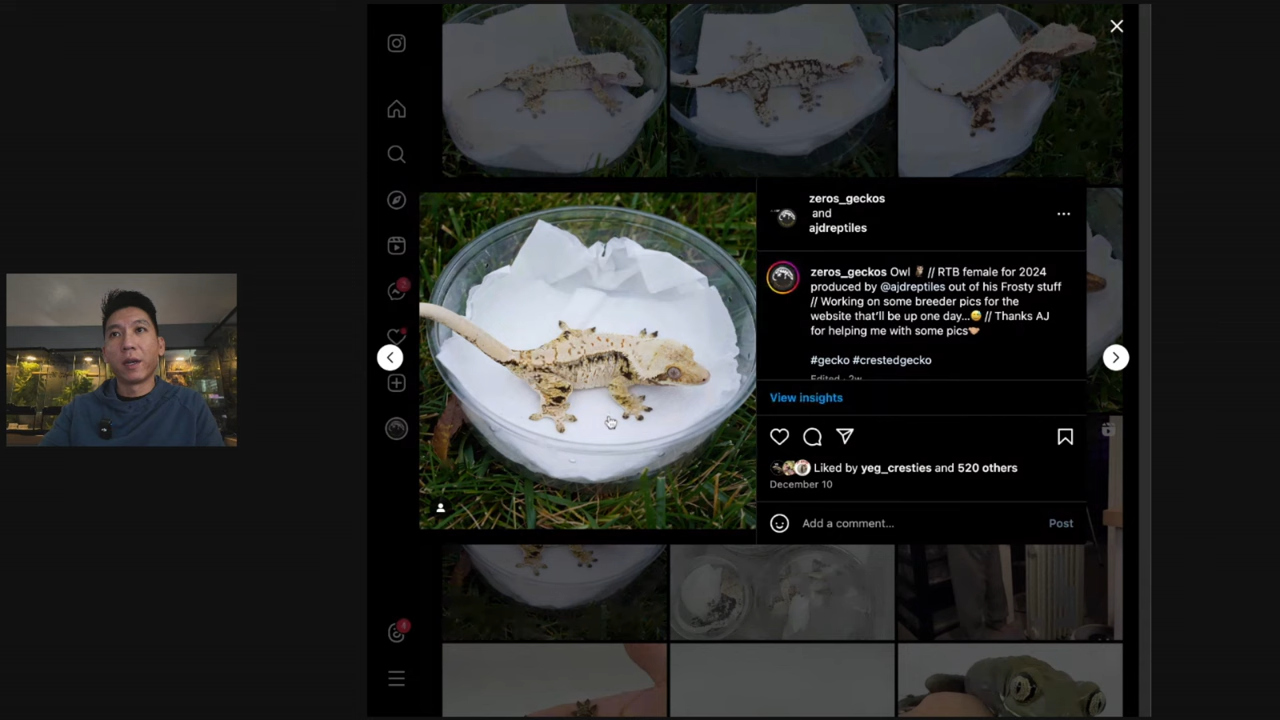 zeros_geckos
and
ajdreptiles
zeros_geckos Owl 🦉 // RTB female for 2024
produced by @ajdreptiles out of his Frosty stuff
// Working on some breeder pics for the
website that'll be up one day...😅 // Thanks AJ
for helping me with some pics🤝
#gecko #crestedgecko
Edited · 2w
View insights
Liked by yeg_cresties and 520 others
December 10
Add a comment...
Post